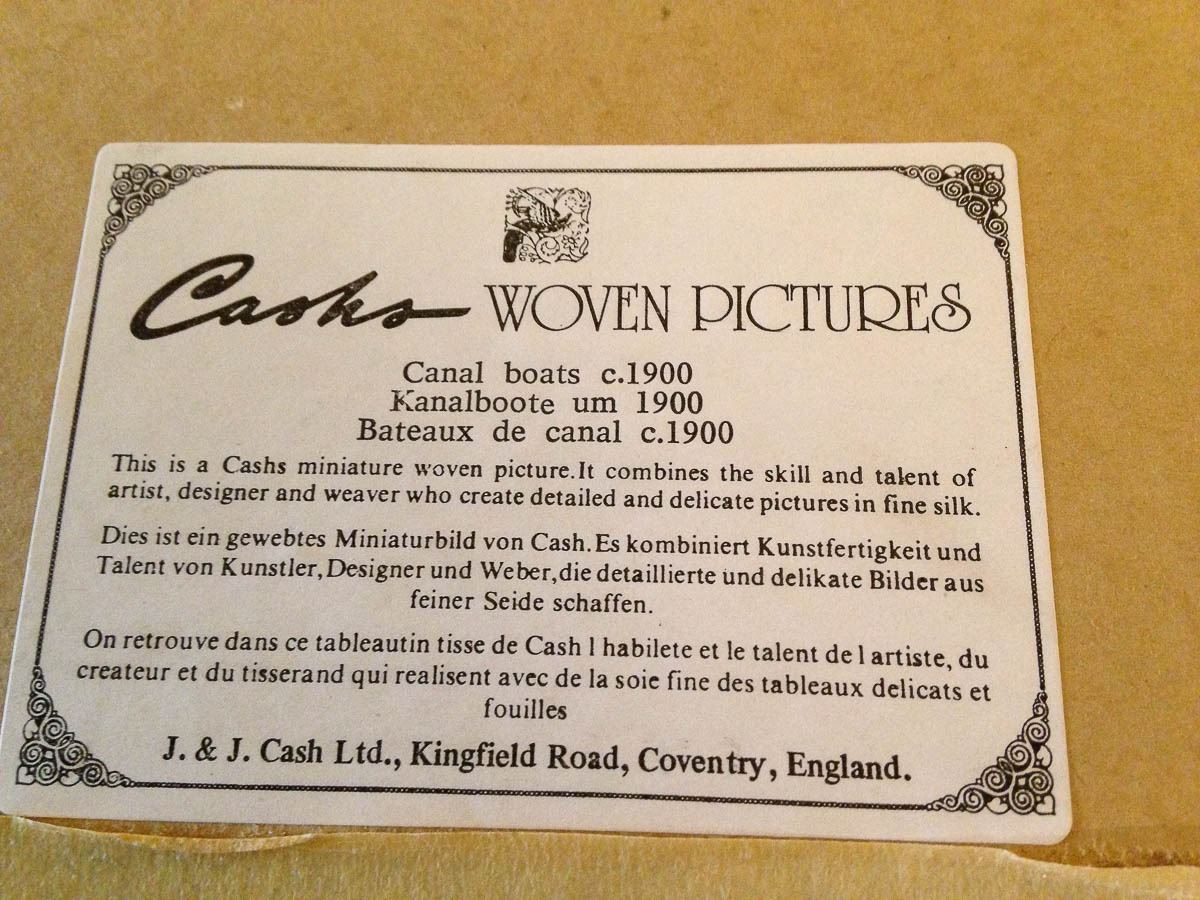 Cashs WOVEN PICTURES
Canal boats c.1900
Kanalboote um 1900
Bateaux de canal c.1900
This is a Cashs miniature woven picture.It combines the skill and talent of
artist, designer and weaver who create detailed and delicate pictures in fine silk.
Dies ist ein gewebtes Miniaturbild von Cash.Es kombiniert Kunstfertigkeit und
Talent von Kunstler,Designer und Weber,die detaillierte und delikate Bilder aus
feiner Seide schaffen.
On retrouve dans ce tableautin tisse de Cash l habilete et le talent de l artiste, du
createur et du tisserand qui realisent avec de la soie fine des tableaux delicats et
fouilles
J. & J. Cash Ltd., Kingfield Road, Coventry, England.